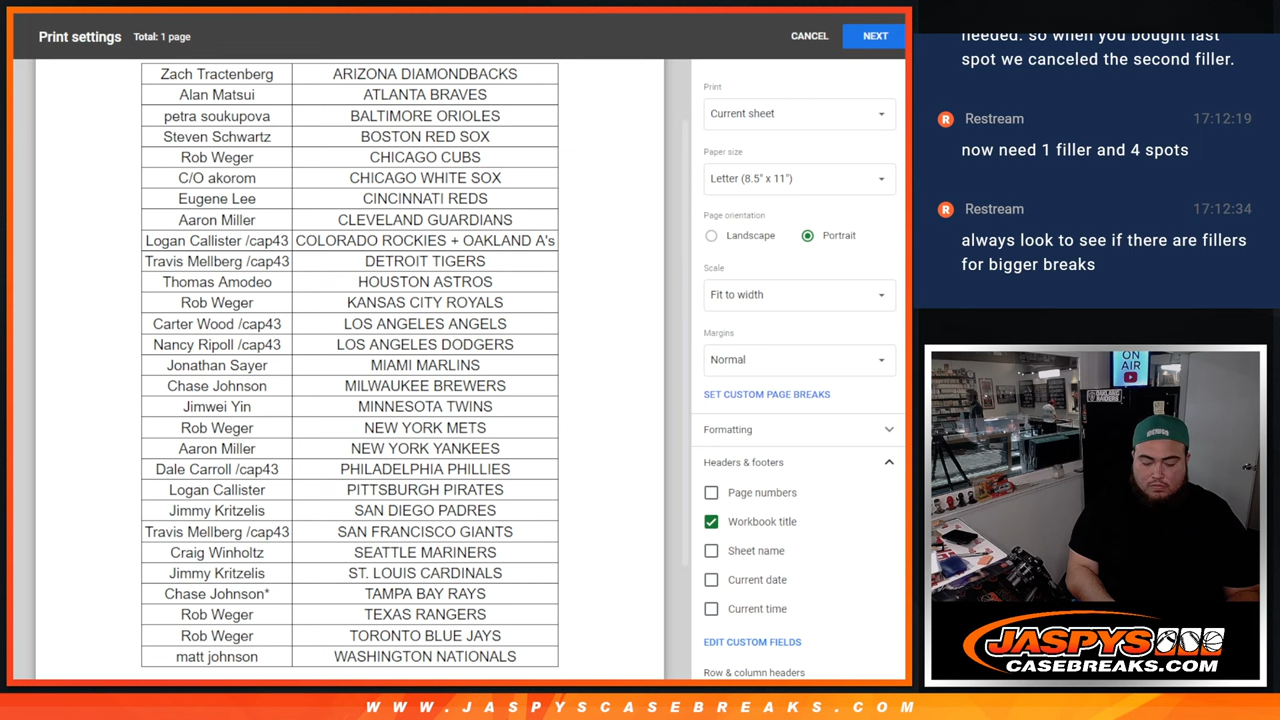 Print settings Total: 1 page
CANCEL NEXT
Zach Tractenberg ARIZONA DIAMONDBACKS
Alan Matsui ATLANTA BRAVES
petra soukupova BALTIMORE ORIOLES
Steven Schwartz BOSTON RED SOX
Rob Weger CHICAGO CUBS
C/O akorom CHICAGO WHITE SOX
Eugene Lee CINCINNATI REDS
Aaron Miller CLEVELAND GUARDIANS
Logan Callister /cap43 COLORADO ROCKIES + OAKLAND A's
Travis Mellberg /cap43 DETROIT TIGERS
Thomas Amodeo HOUSTON ASTROS
Rob Weger KANSAS CITY ROYALS
Carter Wood /cap43 LOS ANGELES ANGELS
Nancy Ripoll /cap43 LOS ANGELES DODGERS
Jonathan Sayer MIAMI MARLINS
Chase Johnson MILWAUKEE BREWERS
Jimwei Yin MINNESOTA TWINS
Rob Weger NEW YORK METS
Aaron Miller NEW YORK YANKEES
Dale Carroll /cap43 PHILADELPHIA PHILLIES
Logan Callister PITTSBURGH PIRATES
Jimmy Kritzelis SAN DIEGO PADRES
Travis Mellberg /cap43 SAN FRANCISCO GIANTS
Craig Winholtz SEATTLE MARINERS
Jimmy Kritzelis ST. LOUIS CARDINALS
Chase Johnson* TAMPA BAY RAYS
Rob Weger TEXAS RANGERS
Rob Weger TORONTO BLUE JAYS
matt johnson WASHINGTON NATIONALS
Print
Current sheet
Paper size
Letter (8.5" x 11")
Page orientation
Landscape Portrait
Scale
Fit to width
Margins
Normal
SET CUSTOM PAGE BREAKS
Formatting
Headers & footers
Page numbers
Workbook title
Sheet name
Current date
Current time
EDIT CUSTOM FIELDS
Row & column headers
needed. so when you bought last
spot we canceled the second filler.
R Restream 17:12:19
now need 1 filler and 4 spots
R Restream 17:12:34
always look to see if there are fillers
for bigger breaks
ON
AIR
JASPYS
CASEBREAKS.COM
WWW.JASPYSCASEBREAKS.COM